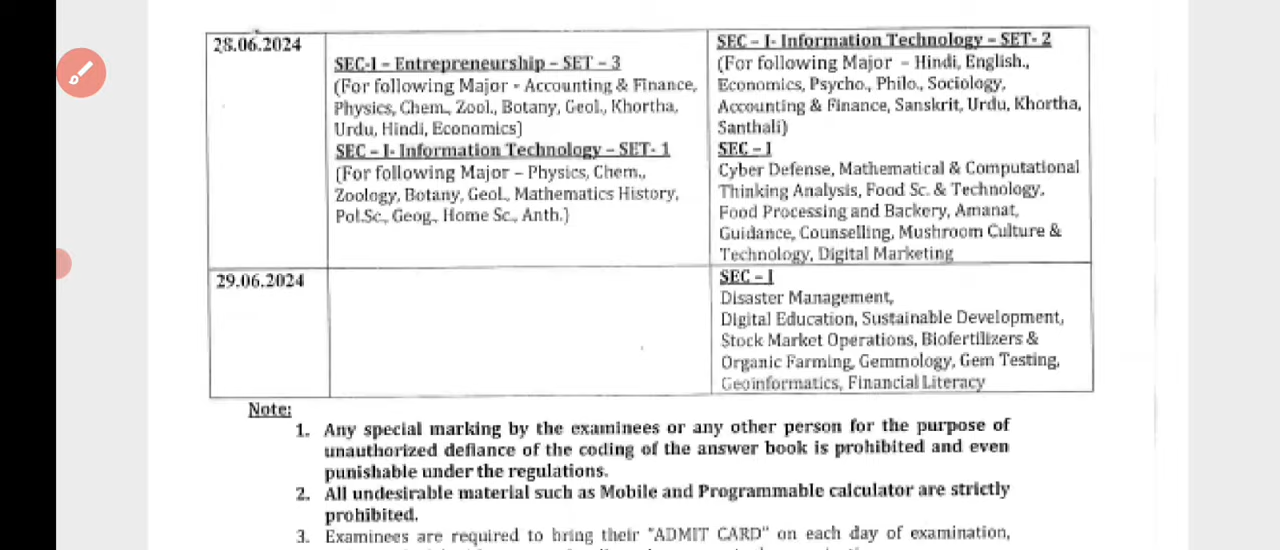 28.06.2024
SEC-I – Entrepreneurship – SET – 3
(For following Major - Accounting & Finance,
Physics, Chem., Zool., Botany, Geol., Khortha,
Urdu, Hindi, Economics)
SEC – I- Information Technology – SET- 1
(For following Major – Physics, Chem.,
Zoology, Botany, Geol., Mathematics History,
Pol.Sc., Geog., Home Sc., Anth.)
SEC – I- Information Technology – SET- 2
(For following Major – Hindi, English.,
Economics, Psycho., Philo., Sociology,
Accounting & Finance, Sanskrit, Urdu, Khortha,
Santhali)
SEC – I
Cyber Defense, Mathematical & Computational
Thinking Analysis, Food Sc. & Technology,
Food Processing and Backery, Amanat,
Guidance, Counselling, Mushroom Culture &
Technology, Digital Marketing
29.06.2024
SEC – I
Disaster Management,
Digital Education, Sustainable Development,
Stock Market Operations, Biofertilizers &
Organic Farming, Gemmology, Gem Testing,
Geoinformatics, Financial Literacy
Note:
1. Any special marking by the examinees or any other person for the purpose of
unauthorized defiance of the coding of the answer book is prohibited and even
punishable under the regulations.
2. All undesirable material such as Mobile and Programmable calculator are strictly
prohibited.
3. Examinees are required to bring their "ADMIT CARD" on each day of examination,